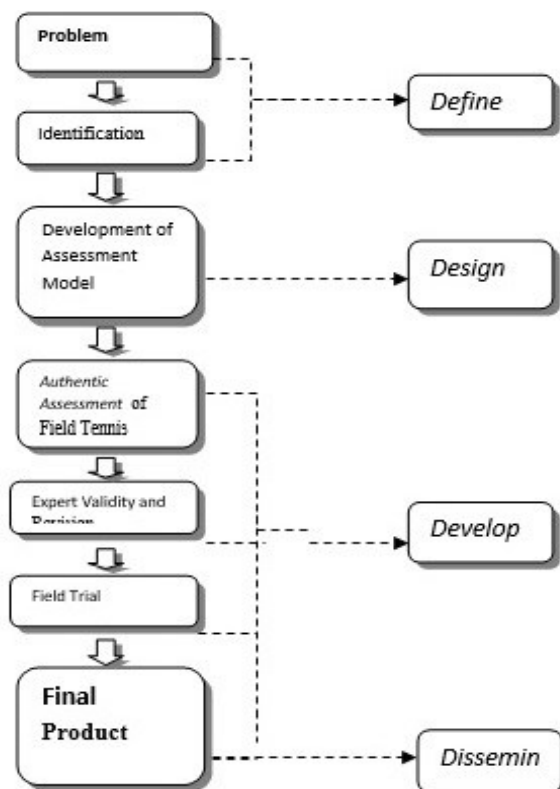 Problem
Define
Identification
Development of
Assessment
Model
Design
Authentic
Assessment of
Field Tennis
Expert Validity and
Develop
Field Trial
Final
Product
Dissemin